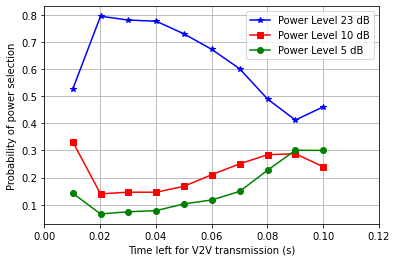 Power Level 23 dB
Power Level 10 dB
Power Level 5 dB
Probability of power selection
0.8
0.7
0.6
0.5
0.4
0.3
0.2
0.1
0.00 0.02 0.04 0.06 0.08 0.10 0.12
Time left for V2V transmission (s)